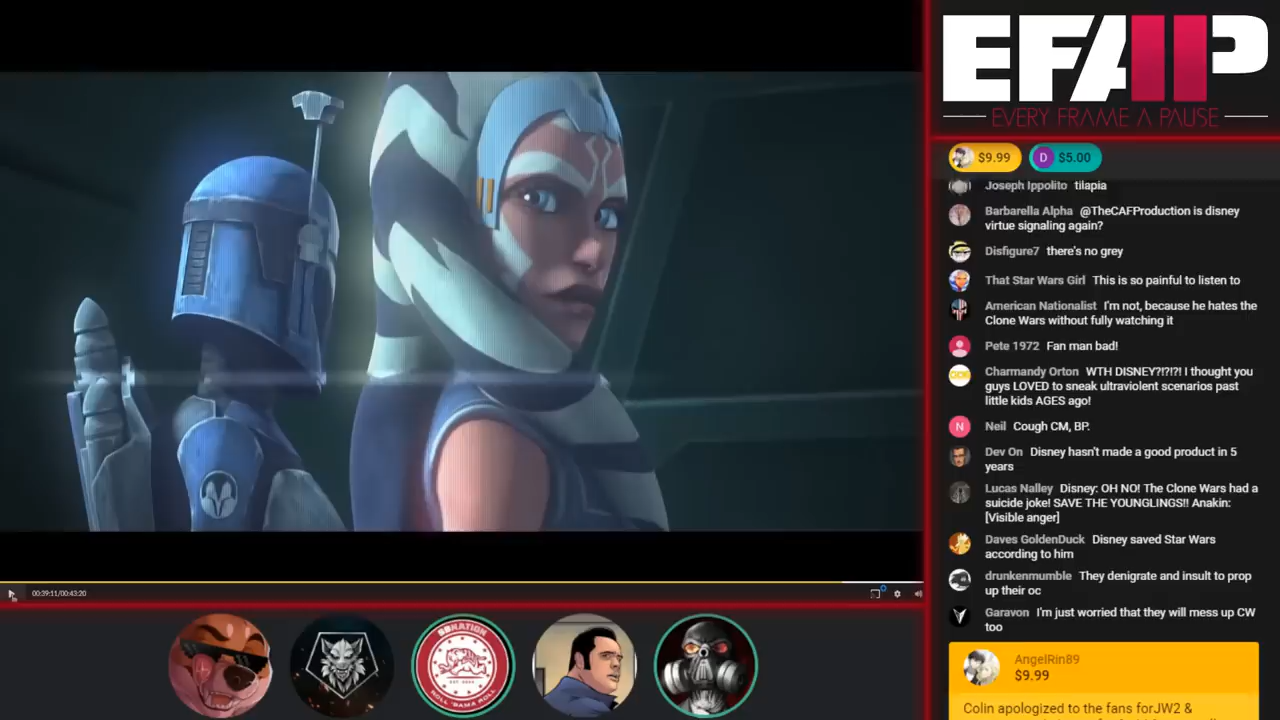 EFAP
EVERY FRAME A PAUSE
$9.99
D $5.00
Joseph Ippolito tilapia
Barbarella Alpha @TheCAFProduction is disney
virtue signaling again?
Disfigure7 there's no grey
That Star Wars Girl This is so painful to listen to
American Nationalist I'm not, because he hates the
Clone Wars without fully watching it
Pete 1972 Fan man bad!
Charmandy Orton WTH DISNEY?!?!?! I thought you
guys LOVED to sneak ultraviolent scenarios past
little kids AGES ago!
N Neil Cough CM, BP.
Dev On Disney hasn't made a good product in 5
years
Lucas Nalley Disney: OH NO! The Clone Wars had a
suicide joke! SAVE THE YOUNGLINGS!! Anakin:
[Visible anger]
Daves GoldenDuck Disney saved Star Wars
according to him
drunkenmumble They denigrate and insult to prop
up their oc
Garavon I'm just worried that they will mess up CW
too
AngelRin89
$9.99
Colin apologized to the fans forJW2 &
00:39:11/00:43:20
BBNATION
ROLL 'BAMA ROLL